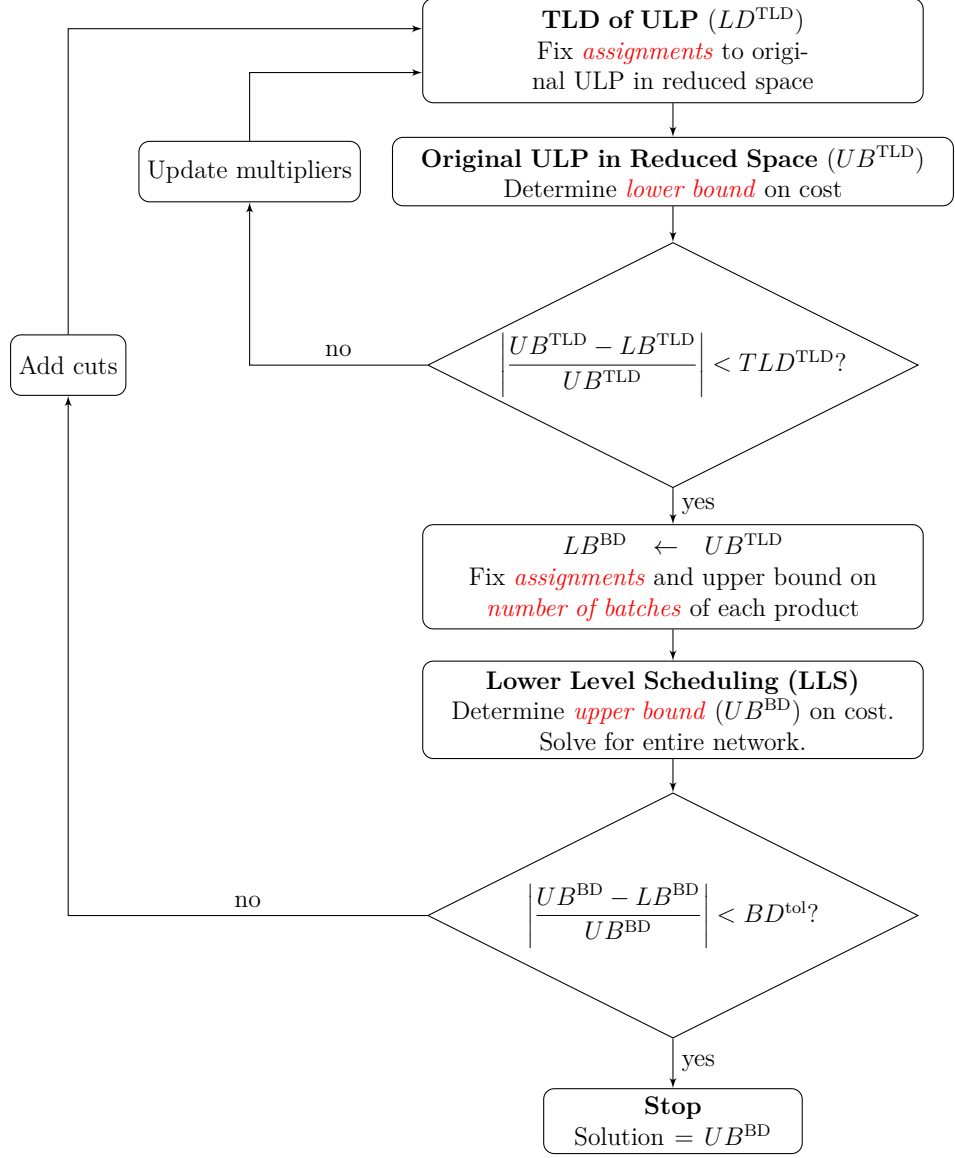 TLD of ULP (LD^TLD)
Fix assignments to origi-
nal ULP in reduced space
Update multipliers
Original ULP in Reduced Space (UB^TLD)
Determine lower bound on cost
Add cuts
no
|UB^TLD − LB^TLD / UB^TLD| < TLD^TLD?
yes
LB^BD ← UB^TLD
Fix assignments and upper bound on
number of batches of each product
Lower Level Scheduling (LLS)
Determine upper bound (UB^BD) on cost.
Solve for entire network.
no
|UB^BD − LB^BD / UB^BD| < BD^tol?
yes
Stop
Solution = UB^BD